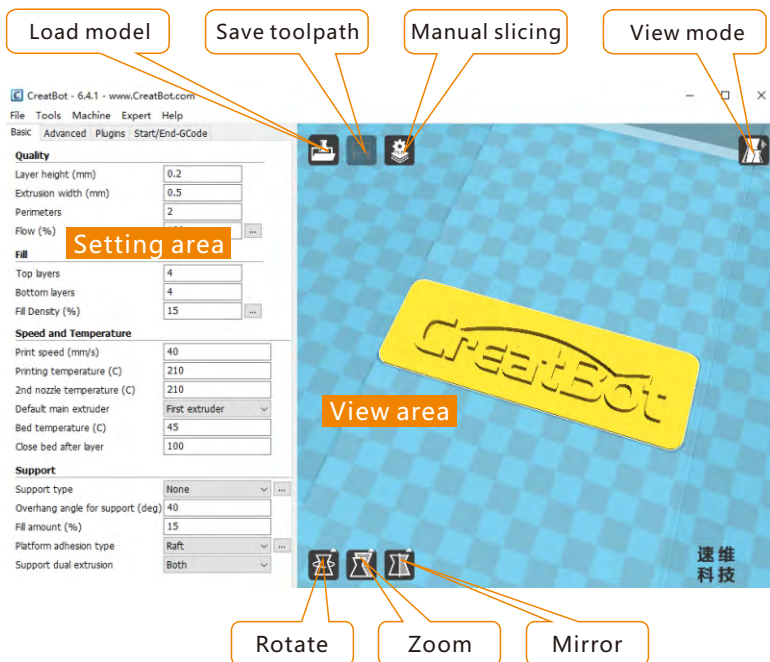 Load model
Save toolpath
Manual slicing
View mode
CreatBot - 6.4.1 - www.CreatBot.com
File Tools Machine Expert Help
Basic Advanced Plugins Start/End-GCode
Quality
Layer height (mm) 0.2
Extrusion width (mm) 0.5
Perimeters 2
Flow (%) ...
Setting area
Fill
Top layers 4
Bottom layers 4
Fill Density (%) 15 ...
Speed and Temperature
Print speed (mm/s) 40
Printing temperature (C) 210
2nd nozzle temperature (C) 210
Default main extruder First extruder
Bed temperature (C) 45
Close bed after layer 100
Support
Support type None ...
Overhang angle for support (deg) 40
Fill amount (%) 15
Platform adhesion type Raft ...
Support dual extrusion Both
CreatBot
View area
速维
科技
Rotate
Zoom
Mirror